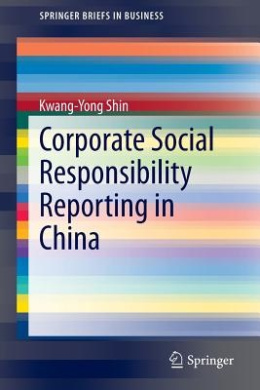 SPRINGER BRIEFS IN BUSINESS
Kwang-Yong Shin
Corporate Social
Responsibility
Reporting in
China
Springer